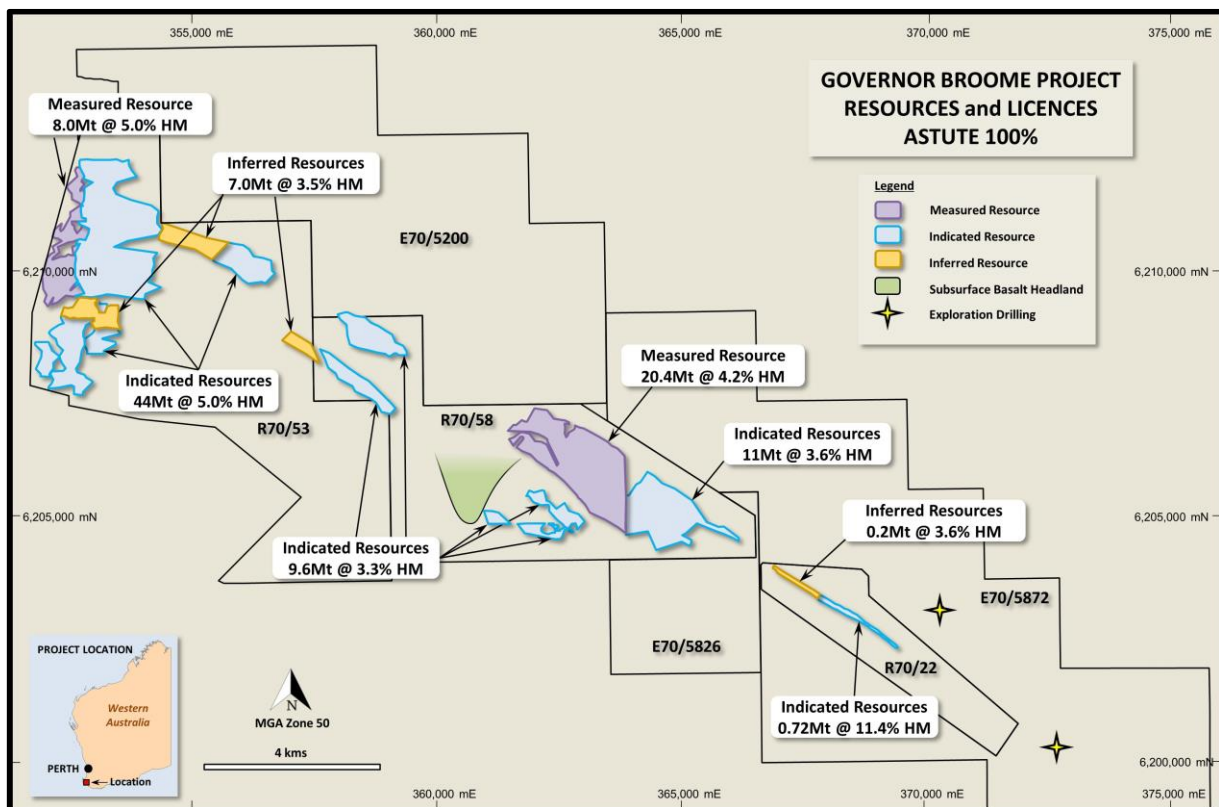 355,000 mE
360,000 mE
365,000 mE
370,000 mE
375,000 mE
GOVERNOR BROOME PROJECT
RESOURCES and LICENCES
ASTUTE 100%
Measured Resource
8.0Mt @ 5.0% HM
Inferred Resources
7.0Mt @ 3.5% HM
Legend
Measured Resource
Indicated Resource
Inferred Resource
Subsurface Basalt Headland
Exploration Drilling
E70/5200
6,210,000 mN
6,210,000 mN
Measured Resource
20.4Mt @ 4.2% HM
Indicated Resources
44Mt @ 5.0% HM
R70/53
R70/58
Indicated Resources
11Mt @ 3.6% HM
6,205,000 mN
6,205,000 mN
Inferred Resources
0.2Mt @ 3.6% HM
Indicated Resources
9.6Mt @ 3.3% HM
E70/5872
E70/5826
R70/22
PROJECT LOCATION
Western
Australia
PERTH
Location
N
MGA Zone 50
4 kms
Indicated Resources
0.72Mt @ 11.4% HM
6,200,000 mN
360,000 mE
365,000 mE
370,000 mE
375,000 mE